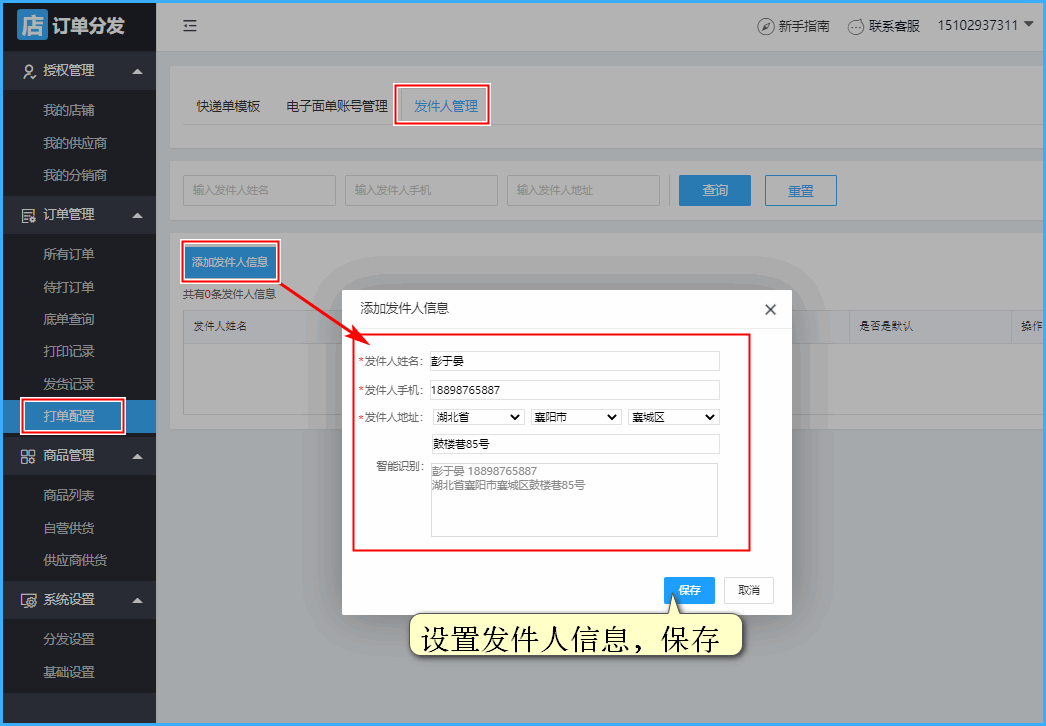 店 订单分发
新手指南 联系客服 15102937311
授权管理
我的店铺
我的供应商
我的分销商
订单管理
所有订单
待打订单
底单查询
打印记录
发货记录
打单配置
商品管理
商品列表
自营供货
供应商供货
系统设置
分发设置
基础设置
快递单模板 电子面单账号管理 发件人管理
输入发件人姓名 输入发件人手机 输入发件人地址 查询 重置
添加发件人信息
共有0条发件人信息
发件人姓名 是否是默认 操作
添加发件人信息
*发件人姓名: 彭于晏
*发件人手机: 18898765887
*发件人地址: 湖北省 襄阳市 襄城区
鼓楼巷85号
智能识别: 彭于晏 18898765887
湖北省襄阳市襄城区鼓楼巷85号
保存 取消
设置发件人信息，保存